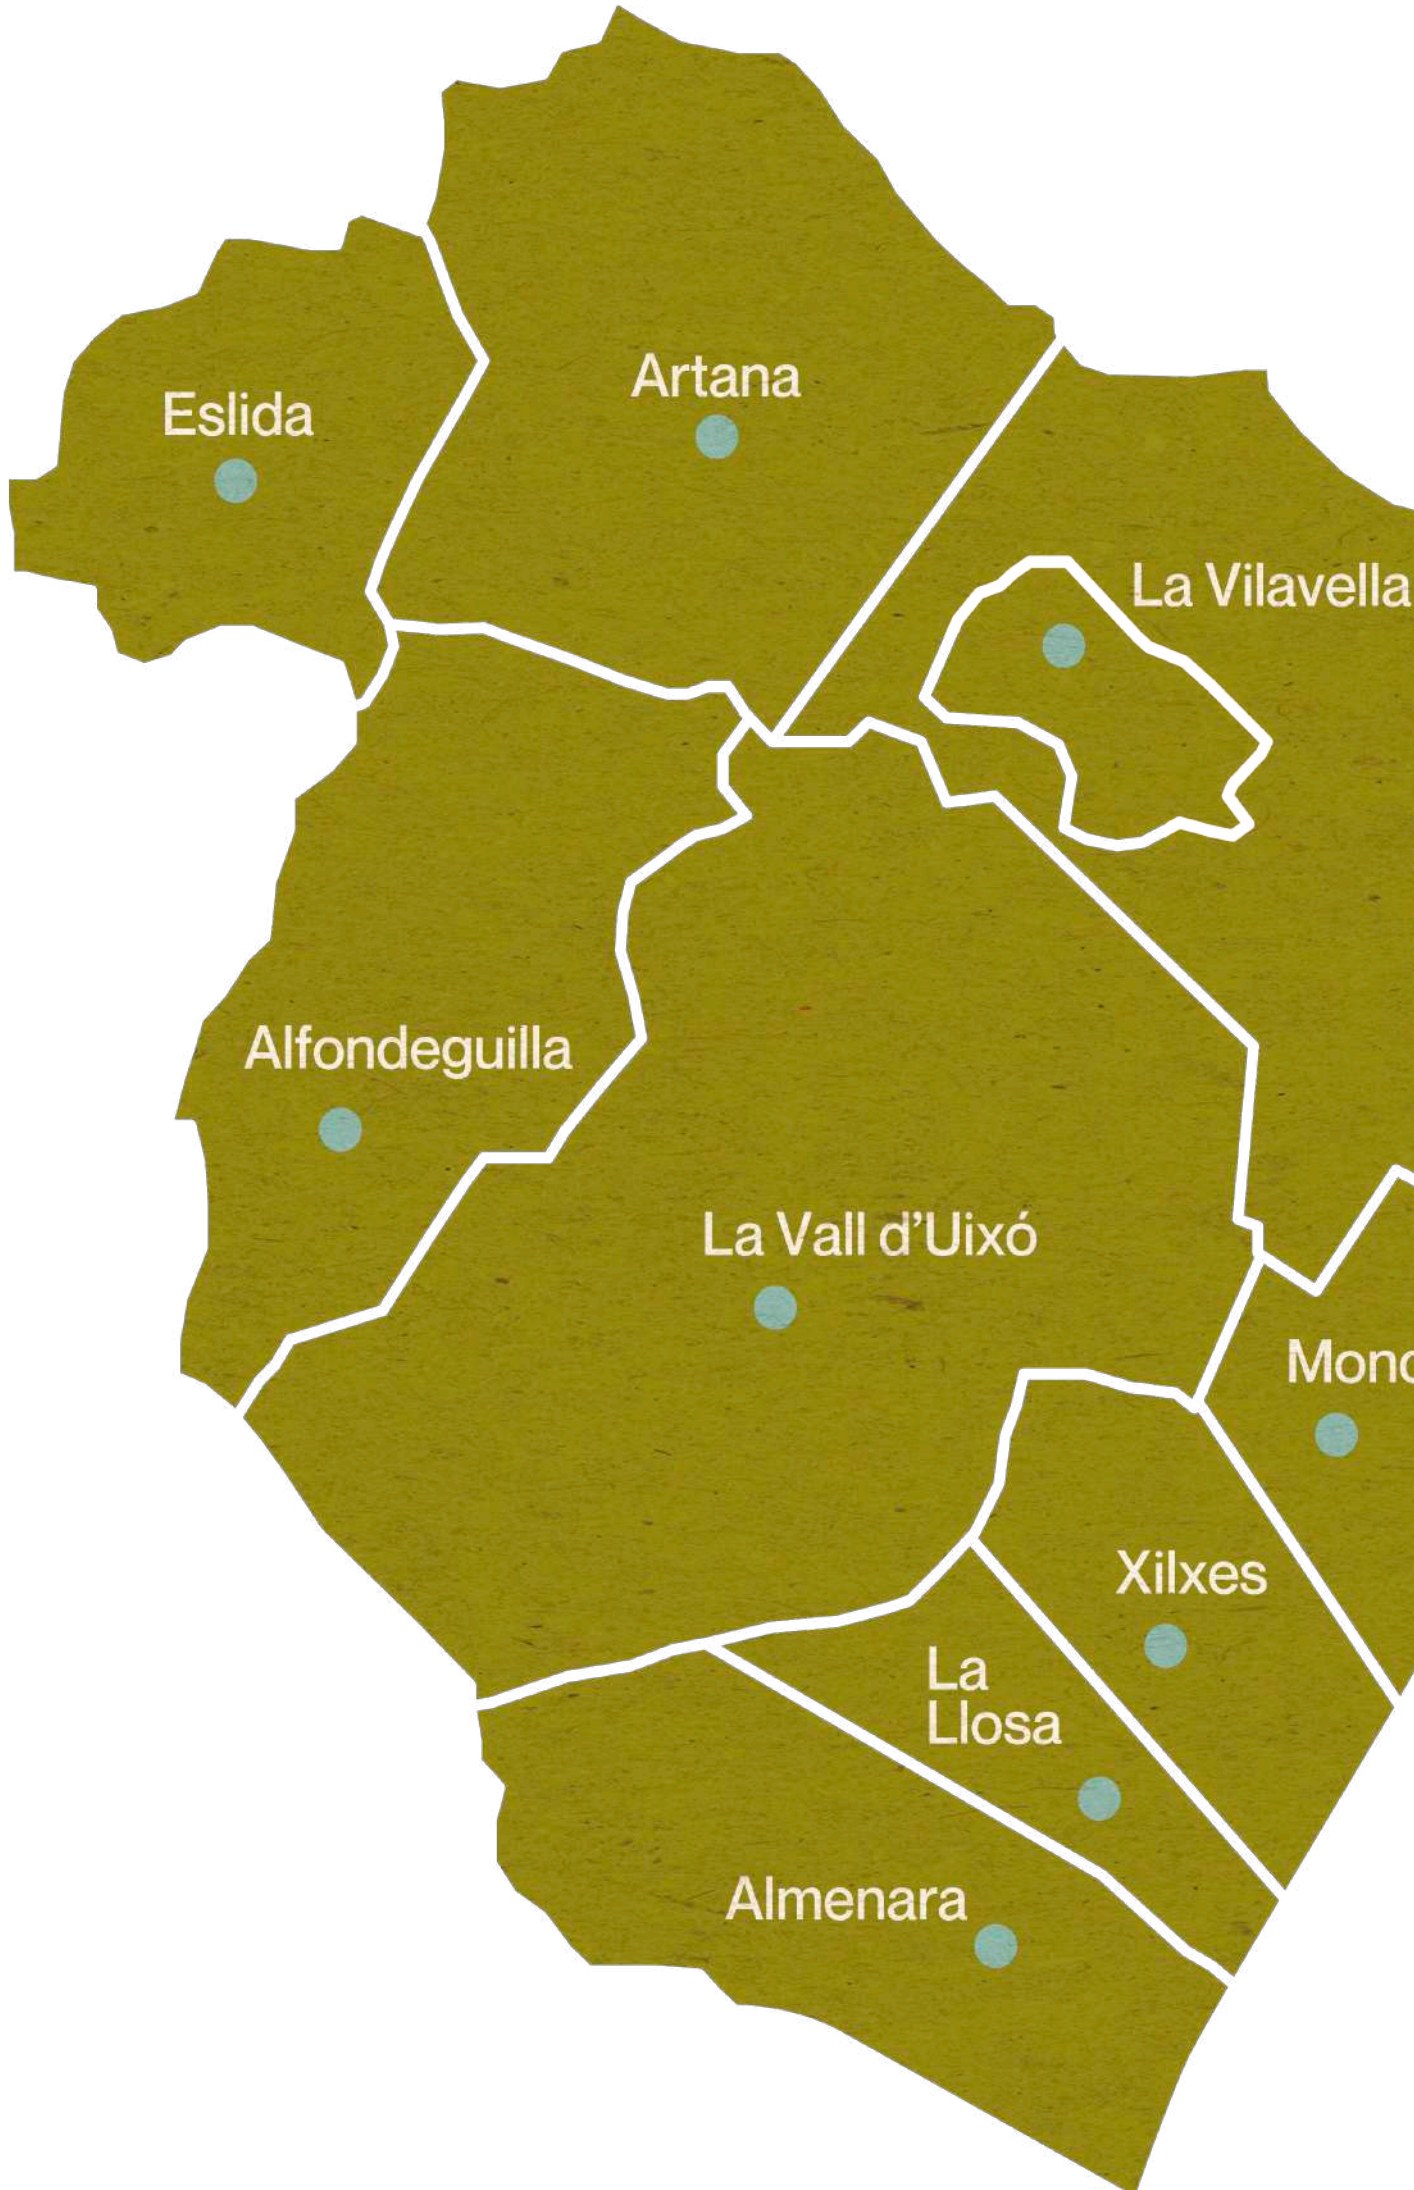 Artana
Eslida
La Vilavella
Alfondeguilla
La Vall d’Uixó
Xilxes
La
Llosa
Almenara